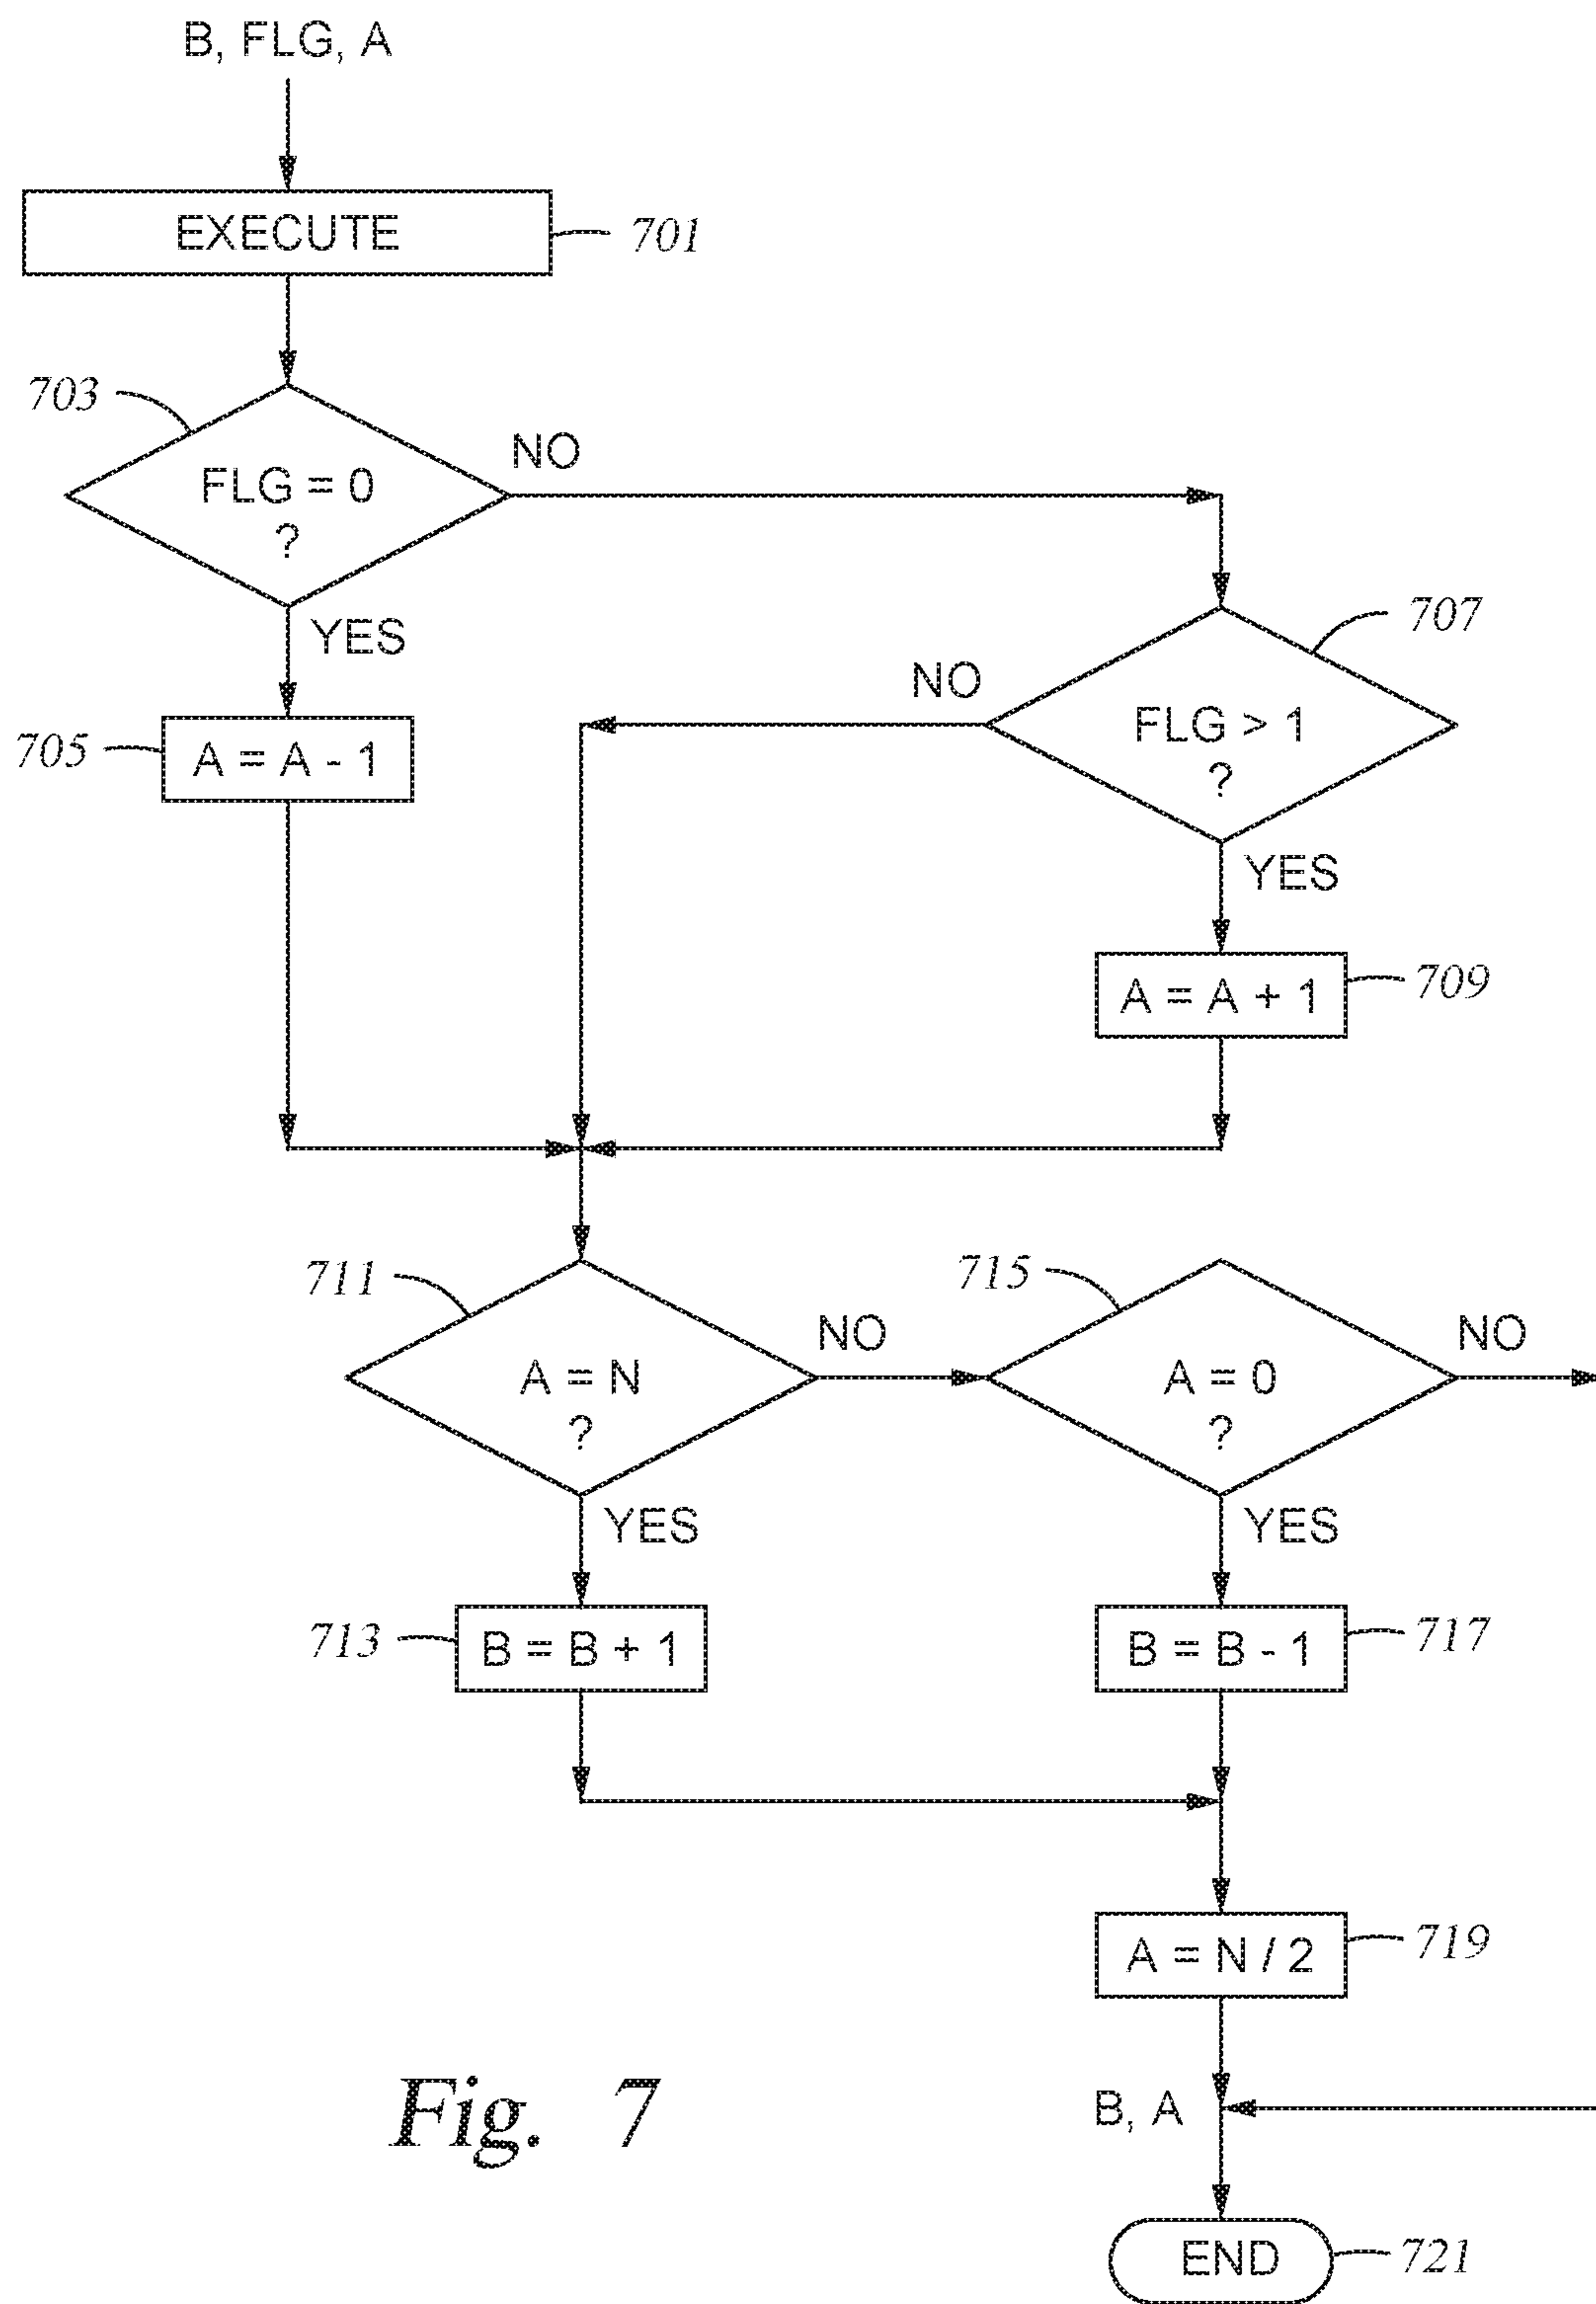 B, FLG, A
EXECUTE
701
703
FLG = 0
?
NO
YES
707
FLG > 1
?
NO
YES
705
A = A - 1
A = A + 1
709
711
A = N
?
NO
YES
715
A = 0
?
NO
YES
713
B = B + 1
B = B - 1
717
A = N / 2
719
B, A
Fig. 7
END
721